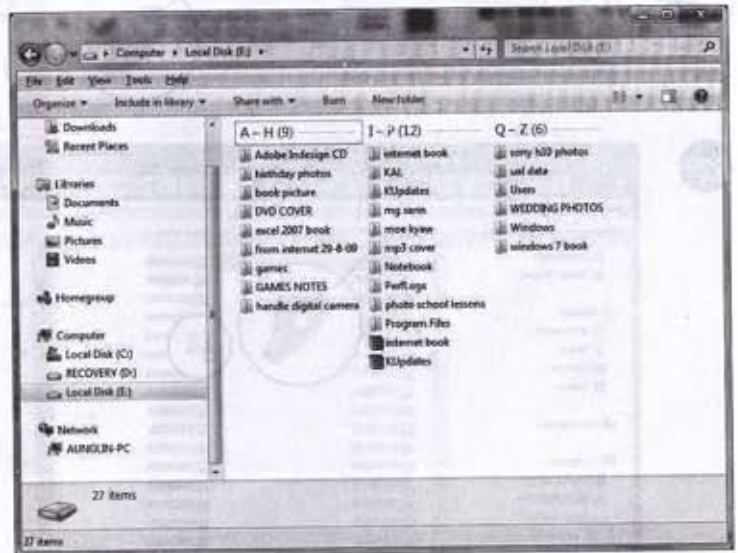 Computer ▸ Local Disk (E:) ▸
Search Local Disk (E:)
File Edit View Tools Help
Organize ▾ Include in library ▾ Share with ▾ Burn New folder
Downloads
Recent Places
Libraries
Documents
Music
Pictures
Videos
Homegroup
Computer
Local Disk (C:)
RECOVERY (D:)
Local Disk (E:)
Network
AUNGLIN-PC
A – H (9)
Adobe Indesign CD
birthday photos
book picture
DVD COVER
excel 2007 book
from internet 29-8-09
games
GAMES NOTES
handle digital camera
I – P (12)
internet book
KAL
KUpdates
mg sann
moe kyaw
mp3 cover
Notebook
PerfLogs
photo school lessons
Program Files
internet book
KUpdates
Q – Z (6)
sony h10 photos
ual data
Users
WEDDING PHOTOS
Windows
windows 7 book
27 items
27 items